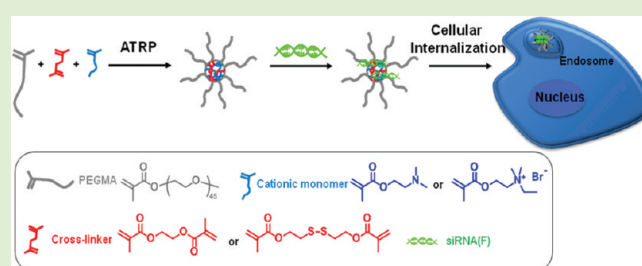 ATRP
Cellular
Internalization
Endosome
Nucleus
PEGMA
O
O
O
45
Cationic monomer
O
O
N
or
O
O
N+
Br-
Cross-linker
O
O
O
O
or
O
O
S-S
O
O
siRNA(F)